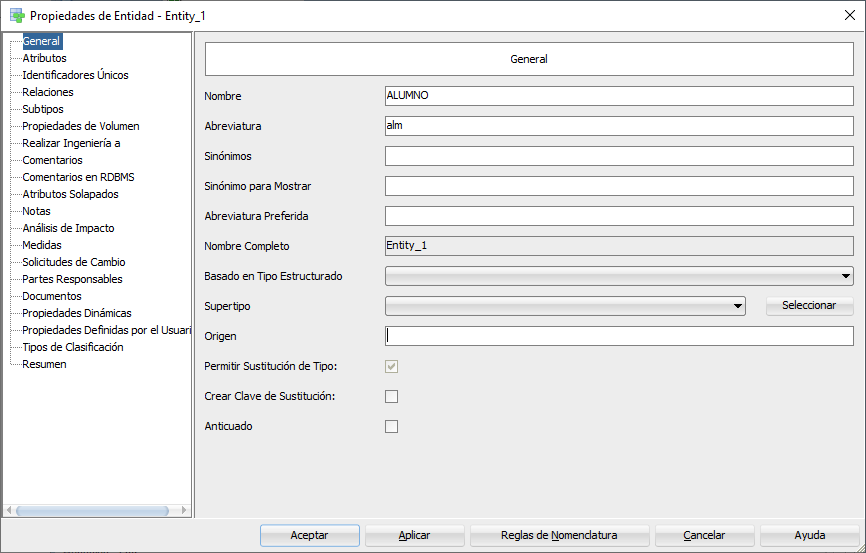 Propiedades de Entidad - Entity_1
General
Atributos
Identificadores Únicos
Relaciones
Subtipos
Propiedades de Volumen
Realizar Ingeniería a
Comentarios
Comentarios en RDBMS
Atributos Solapados
Notas
Análisis de Impacto
Medidas
Solicitudes de Cambio
Partes Responsables
Documentos
Propiedades Dinámicas
Propiedades Definidas por el Usuari
Tipos de Clasificación
Resumen
General
Nombre ALUMNO
Abreviatura alm
Sinónimos
Sinónimo para Mostrar
Abreviatura Preferida
Nombre Completo Entity_1
Basado en Tipo Estructurado
Supertipo Seleccionar
Origen
Permitir Sustitución de Tipo:
Crear Clave de Sustitución:
Anticuado
Aceptar Aplicar Reglas de Nomenclatura Cancelar Ayuda